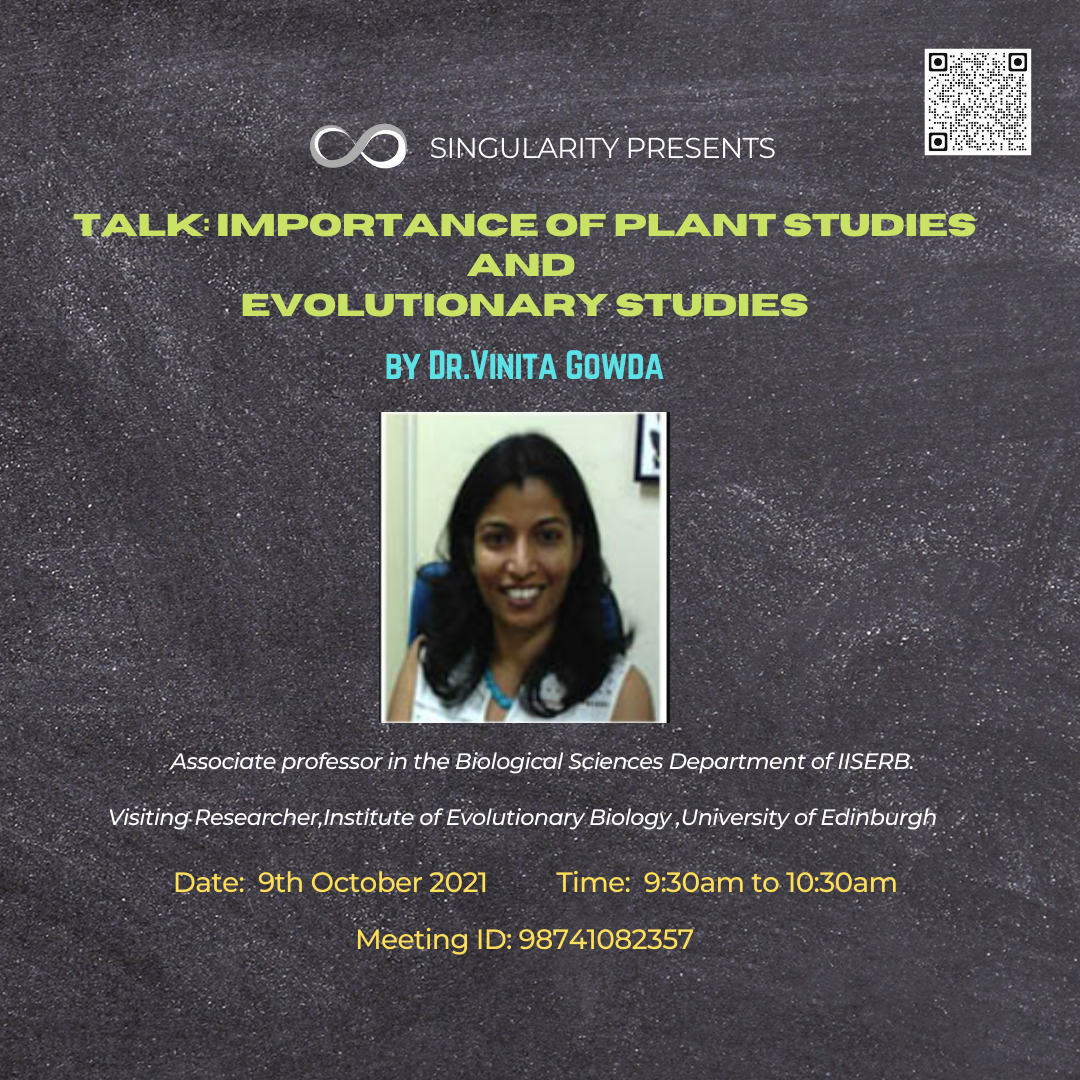 SINGULARITY PRESENTS
TALK: IMPORTANCE OF PLANT STUDIES
AND
EVOLUTIONARY STUDIES
BY DR.VINITA GOWDA
Associate professor in the Biological Sciences Department of IISERB.
Visiting Researcher,Institute of Evolutionary Biology ,University of Edinburgh
Date: 9th October 2021 Time: 9:30am to 10:30am
Meeting ID: 98741082357